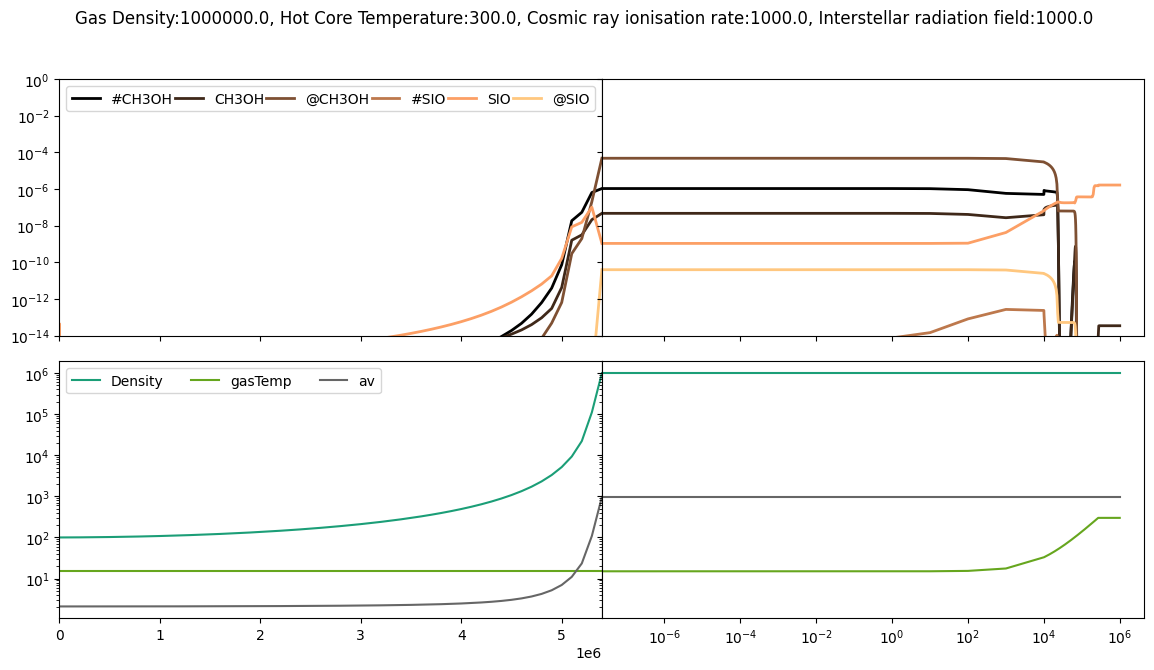 Gas Density:1000000.0, Hot Core Temperature:300.0, Cosmic ray ionisation rate:1000.0, Interstellar radiation field:1000.0
10^0
10^-2
10^-4
10^-6
10^-8
10^-10
10^-12
10^-14
#CH3OH CH3OH @CH3OH #SIO SIO @SIO
10^6
10^5
10^4
10^3
10^2
10^1
Density gasTemp av
0 1 2 3 4 5
1e6
10^-6 10^-4 10^-2 10^0 10^2 10^4 10^6